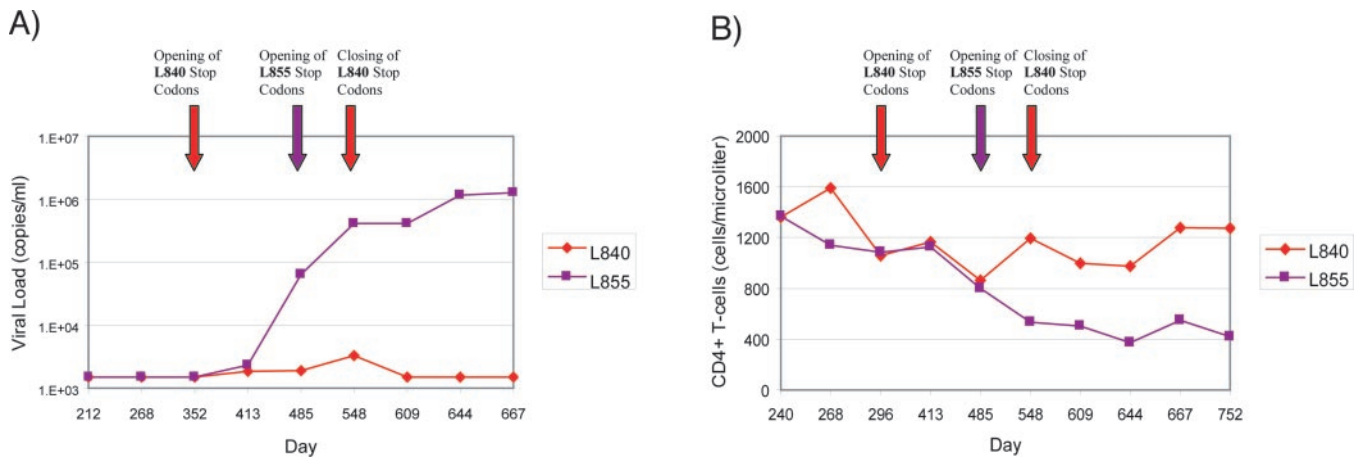 A)
Opening of
L840 Stop
Codons
Opening of
L855 Stop
Codons
Closing of
L840 Stop
Codons
1.E+07
1.E+06
1.E+05
1.E+04
1.E+03
Viral Load (copies/ml)
212 268 352 413 485 548 609 644 667
Day
L840
L855
B)
Opening of
L840 Stop
Codons
Opening of
L855 Stop
Codons
Closing of
L840 Stop
Codons
2000
1600
1200
800
400
0
CD4+ T-cells (cells/microliter)
240 268 296 413 485 548 609 644 667 752
Day
L840
L855